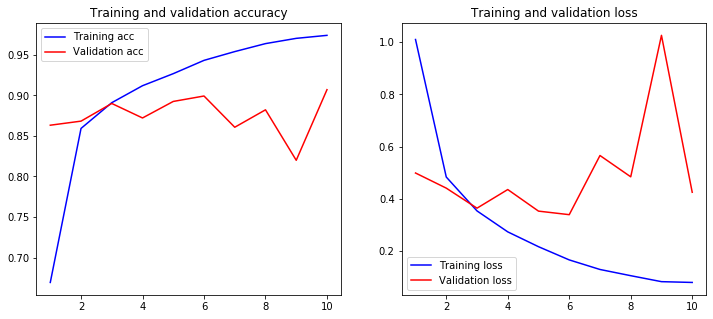 Training and validation accuracy
Training acc
Validation acc
0.95
0.90
0.85
0.80
0.75
0.70
2 4 6 8 10
Training and validation loss
1.0
0.8
0.6
0.4
0.2
Training loss
Validation loss
2 4 6 8 10